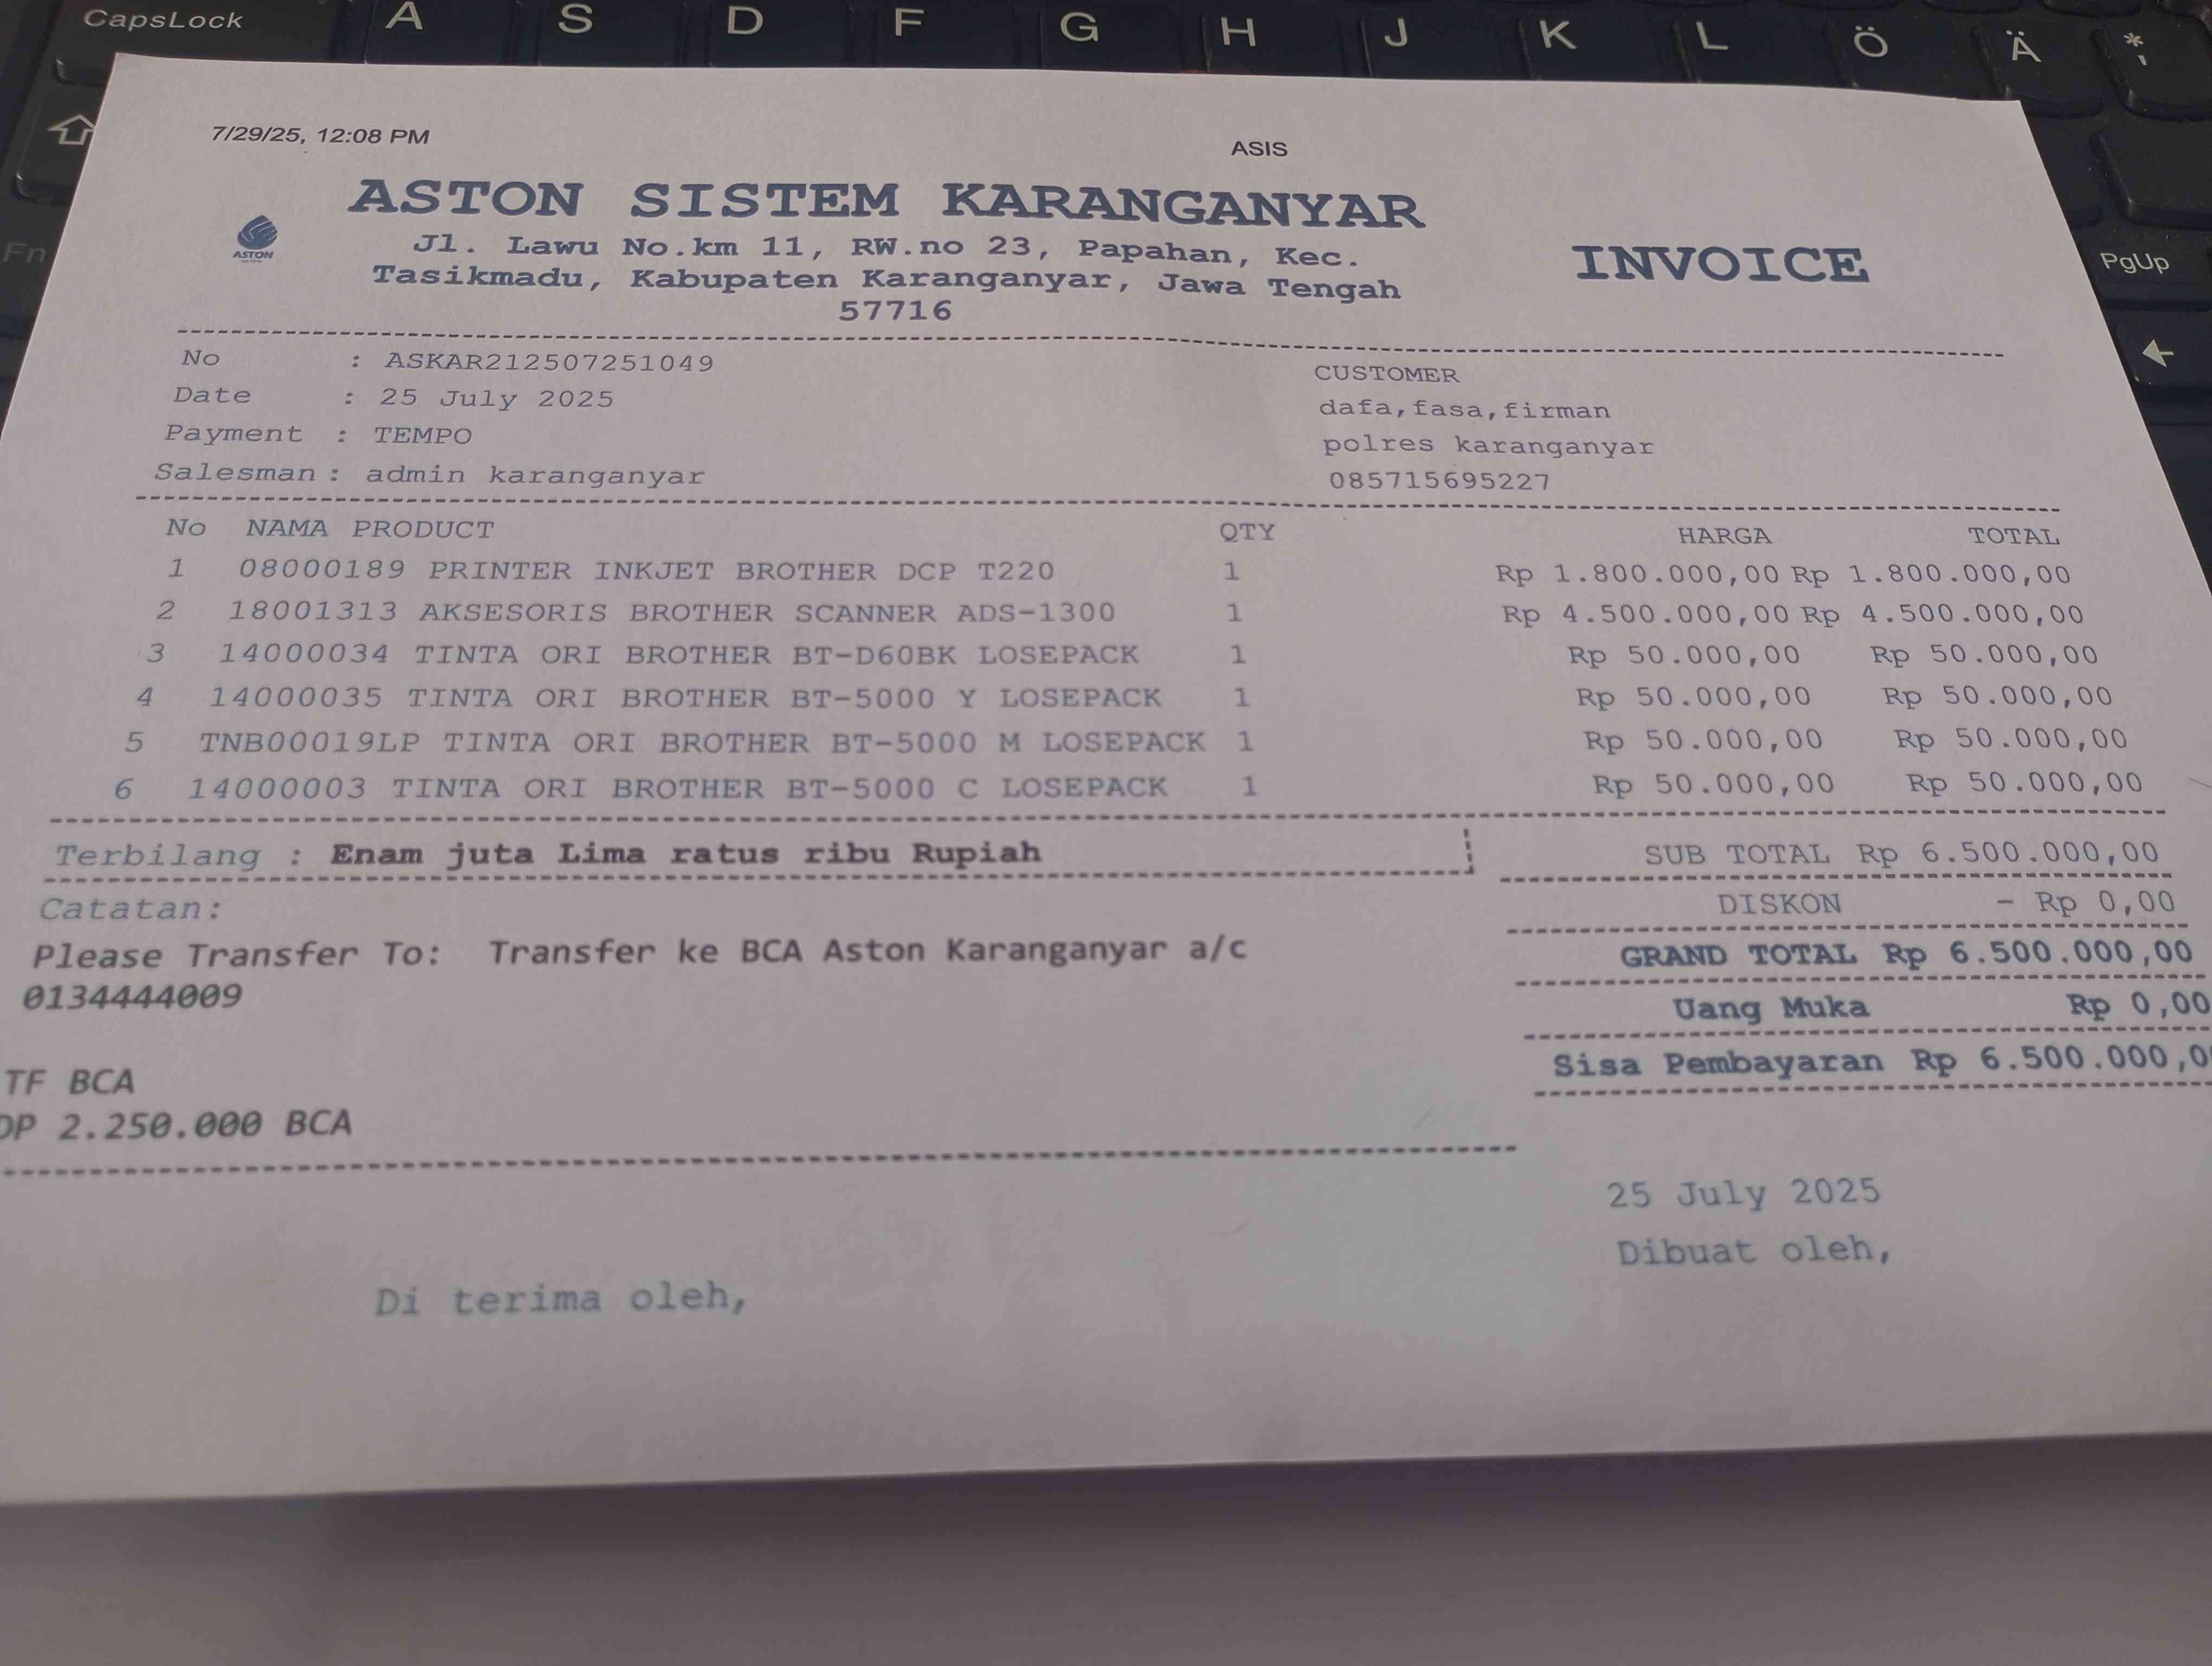 CapsLock A S D F G H J K L Ö Ä * '
Fn
PgUp
7/29/25, 12:08 PM ASIS
ASTON
ASTON SISTEM KARANGANYAR
Jl. Lawu No.km 11, RW.no 23, Papahan, Kec.
Tasikmadu, Kabupaten Karanganyar, Jawa Tengah
57716
INVOICE
No : ASKAR212507251049
Date : 25 July 2025
Payment : TEMPO
Salesman : admin karanganyar
CUSTOMER
dafa,fasa,firman
polres karanganyar
085715695227
No NAMA PRODUCT QTY HARGA TOTAL
1 08000189 PRINTER INKJET BROTHER DCP T220 1 Rp 1.800.000,00 Rp 1.800.000,00
2 18001313 AKSESORIS BROTHER SCANNER ADS-1300 1 Rp 4.500.000,00 Rp 4.500.000,00
3 14000034 TINTA ORI BROTHER BT-D60BK LOSEPACK 1 Rp 50.000,00 Rp 50.000,00
4 14000035 TINTA ORI BROTHER BT-5000 Y LOSEPACK 1 Rp 50.000,00 Rp 50.000,00
5 TNB00019LP TINTA ORI BROTHER BT-5000 M LOSEPACK 1 Rp 50.000,00 Rp 50.000,00
6 14000003 TINTA ORI BROTHER BT-5000 C LOSEPACK 1 Rp 50.000,00 Rp 50.000,00
Terbilang : Enam juta Lima ratus ribu Rupiah
Catatan:
Please Transfer To: Transfer ke BCA Aston Karanganyar a/c
0134444009
TF BCA
DP 2.250.000 BCA
SUB TOTAL Rp 6.500.000,00
DISKON - Rp 0,00
GRAND TOTAL Rp 6.500.000,00
Uang Muka Rp 0,00
Sisa Pembayaran Rp 6.500.000,0
25 July 2025
Dibuat oleh,
Di terima oleh,